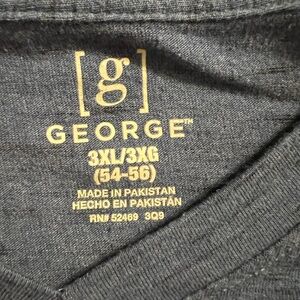 [g]
GEORGE™
3XL/3XG
(54-56)
MADE IN PAKISTAN
HECHO EN PAKISTÁN
RN# 52469 3Q9